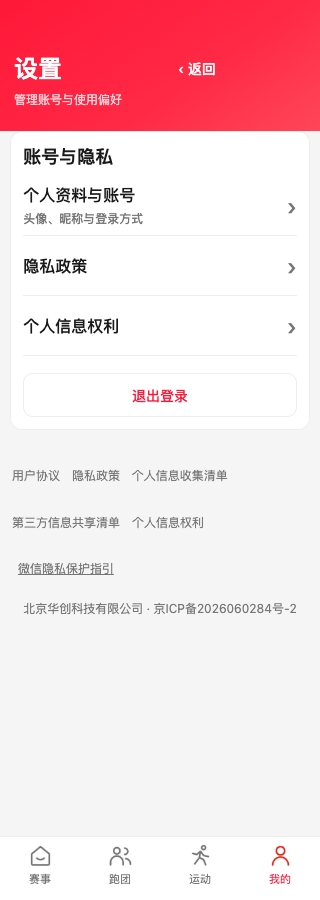 设置
‹ 返回
管理账号与使用偏好
账号与隐私
个人资料与账号
头像、昵称与登录方式
隐私政策
个人信息权利
退出登录
用户协议 隐私政策 个人信息收集清单
第三方信息共享清单 个人信息权利
微信隐私保护指引
北京华创科技有限公司 · 京ICP备2026060284号-2
赛事 跑团 运动 我的